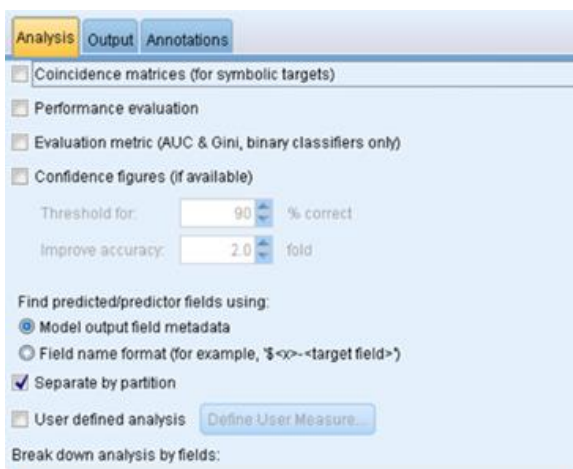 Analysis Output Annotations
Coincidence matrices (for symbolic targets)
Performance evaluation
Evaluation metric (AUC & Gini, binary classifiers only)
Confidence figures (if available)
Threshold for: 90 % correct
Improve accuracy: 2.0 fold
Find predicted/predictor fields using:
Model output field metadata
Field name format (for example, '$<x>-<target field>')
Separate by partition
User defined analysis Define User Measure...
Break down analysis by fields: